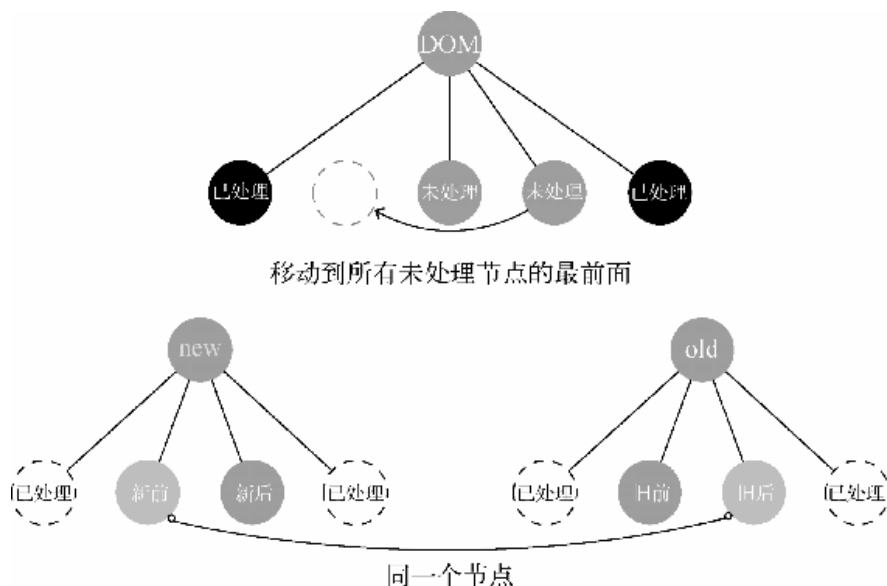 DOM
已处理
未处理
未处理
已处理
移动到所有未处理节点的最前面
new
old
已处理
新前
新后
已处理
已处理
旧前
旧后
已处理
同一个节点